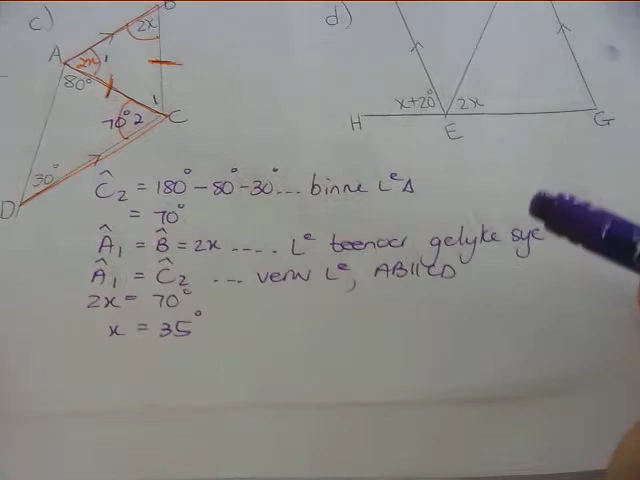 c)
d)
2x
A
2x 1
80°
1
70° 2
C
30°
D
x+20°
2x
H
E
G
Ĉ₂ = 180° - 80° - 30° ... binne ∠ᵉ Δ
= 70°
Â₁ = B̂ = 2x ..... ∠ᵉ teenoor gelyke sye
Â₁ = Ĉ₂ ... verw ∠ᵉ, AB||CD
2x = 70°
x = 35°